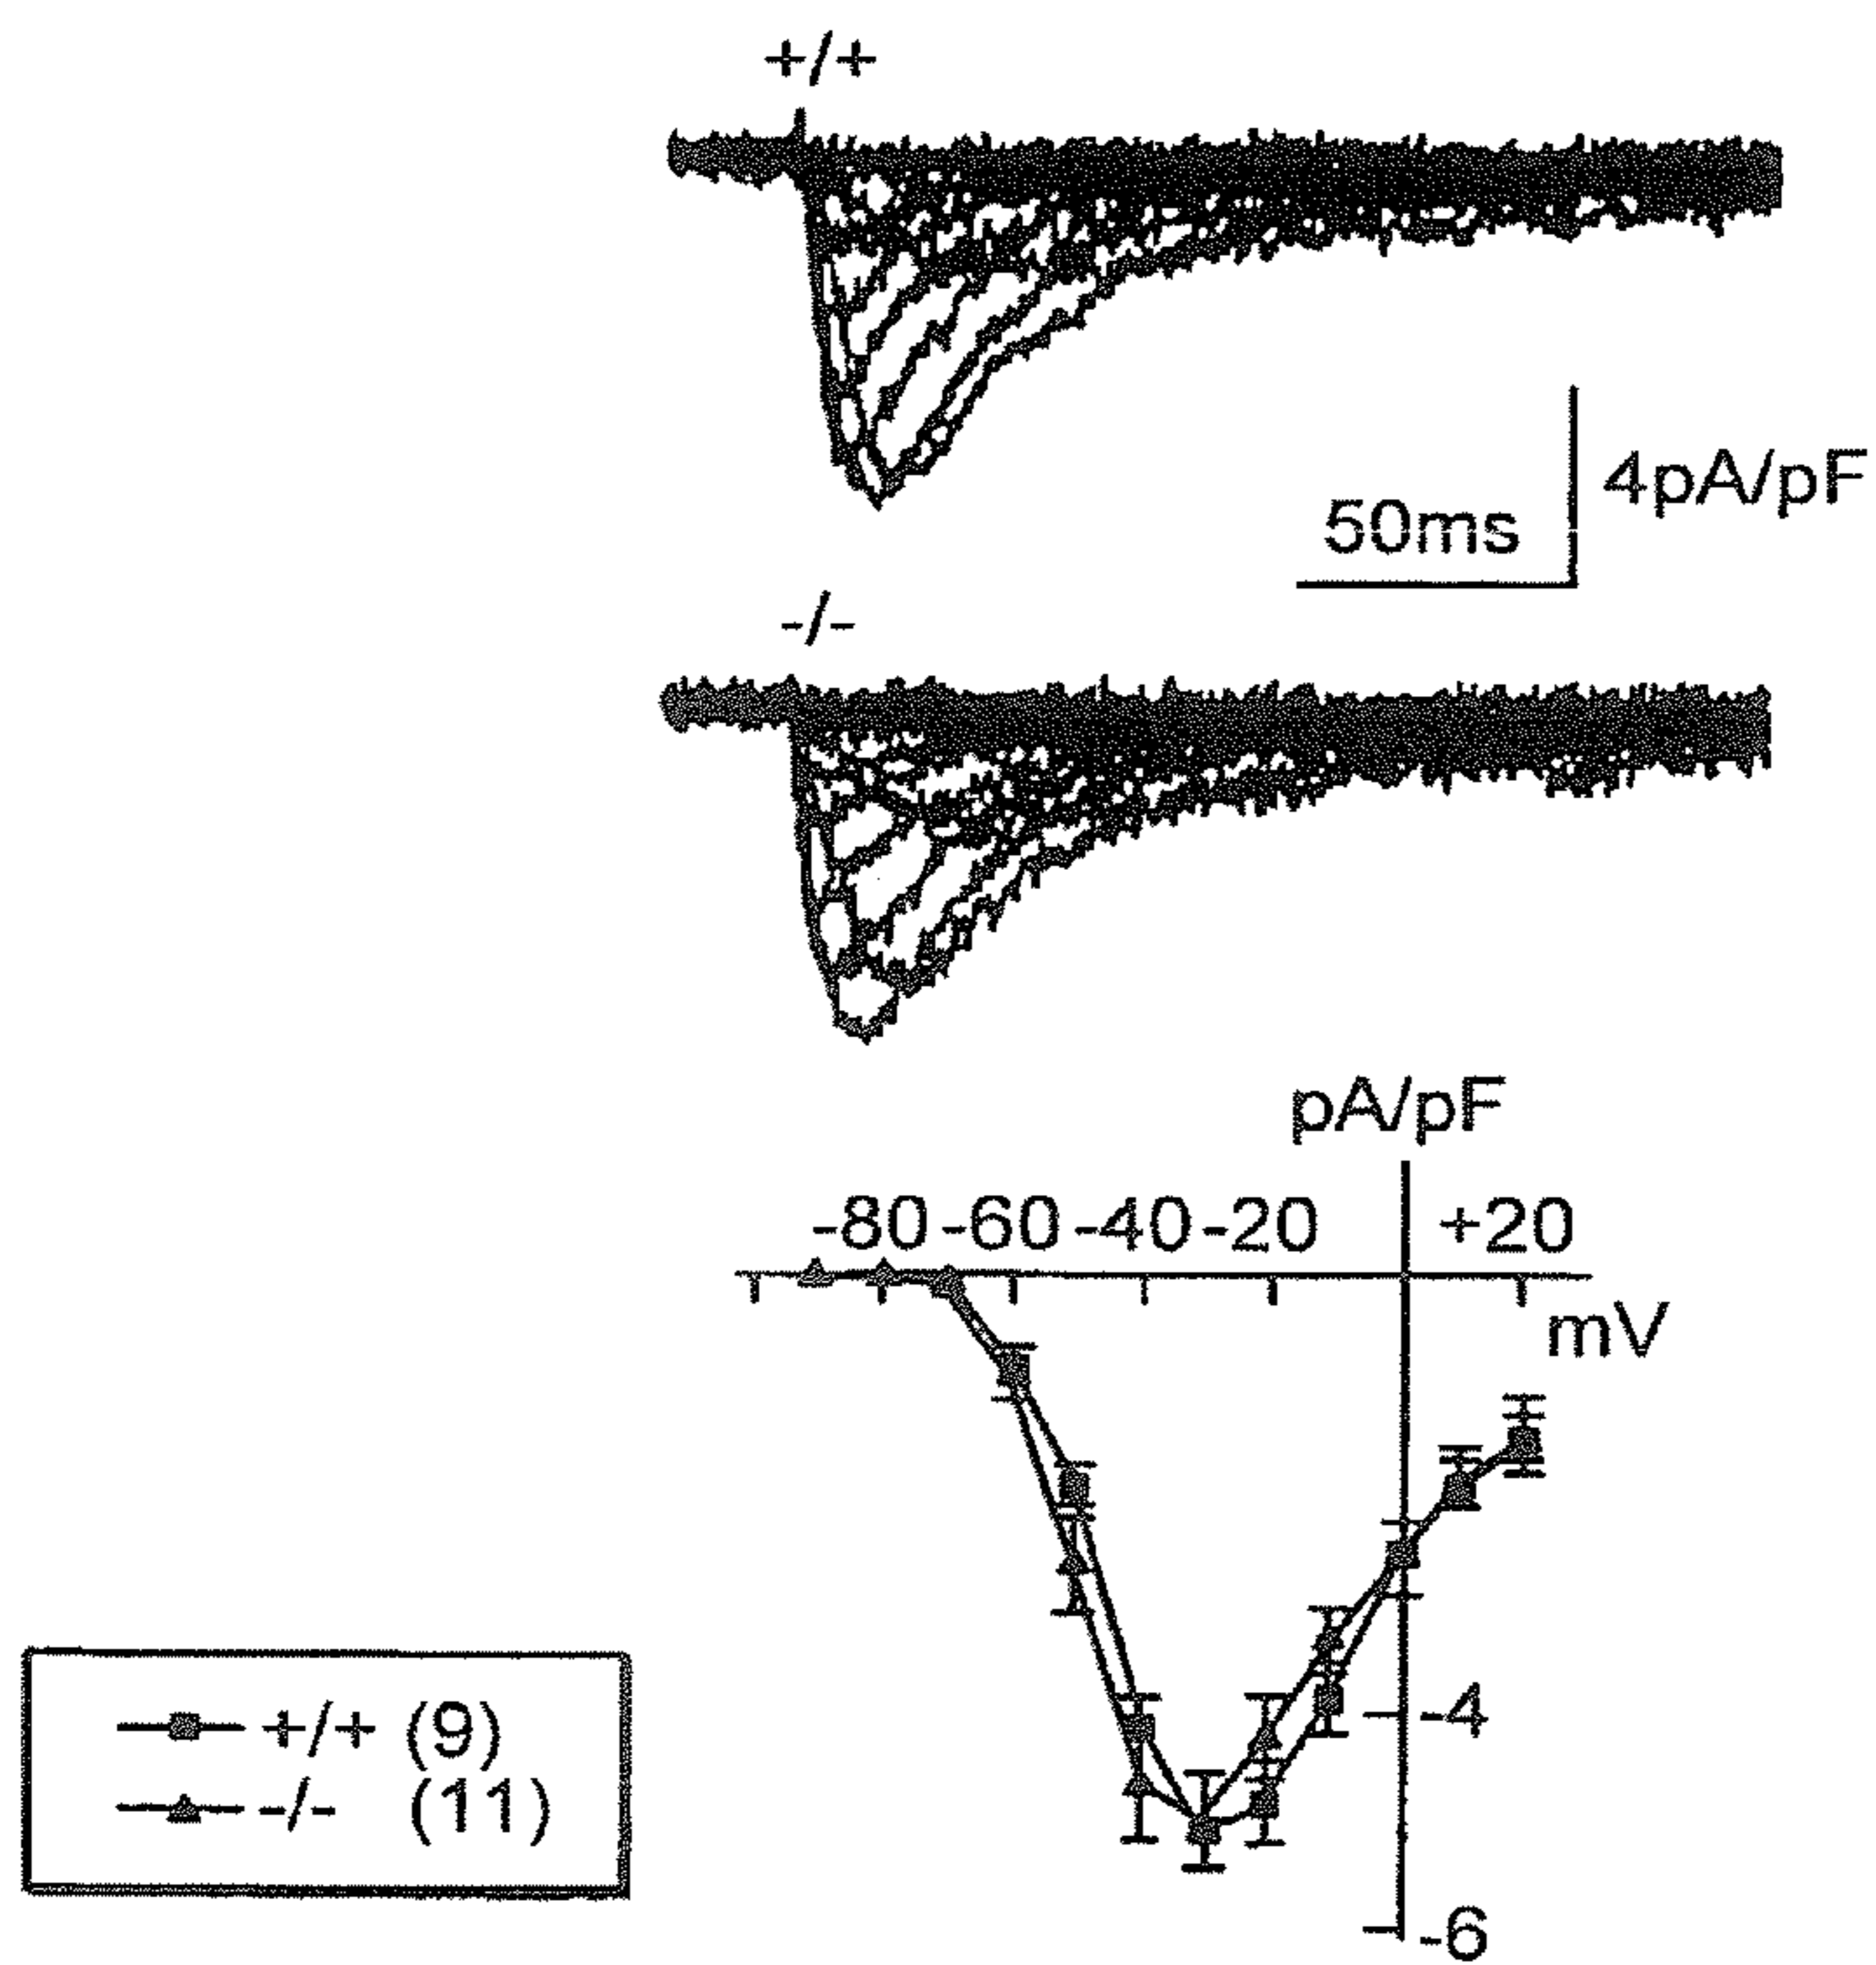 +/+
4pA/pF
50ms
-/-
pA/pF
-80 -60 -40 -20 +20
mV
-4
-6
+/+ (9)
-/- (11)